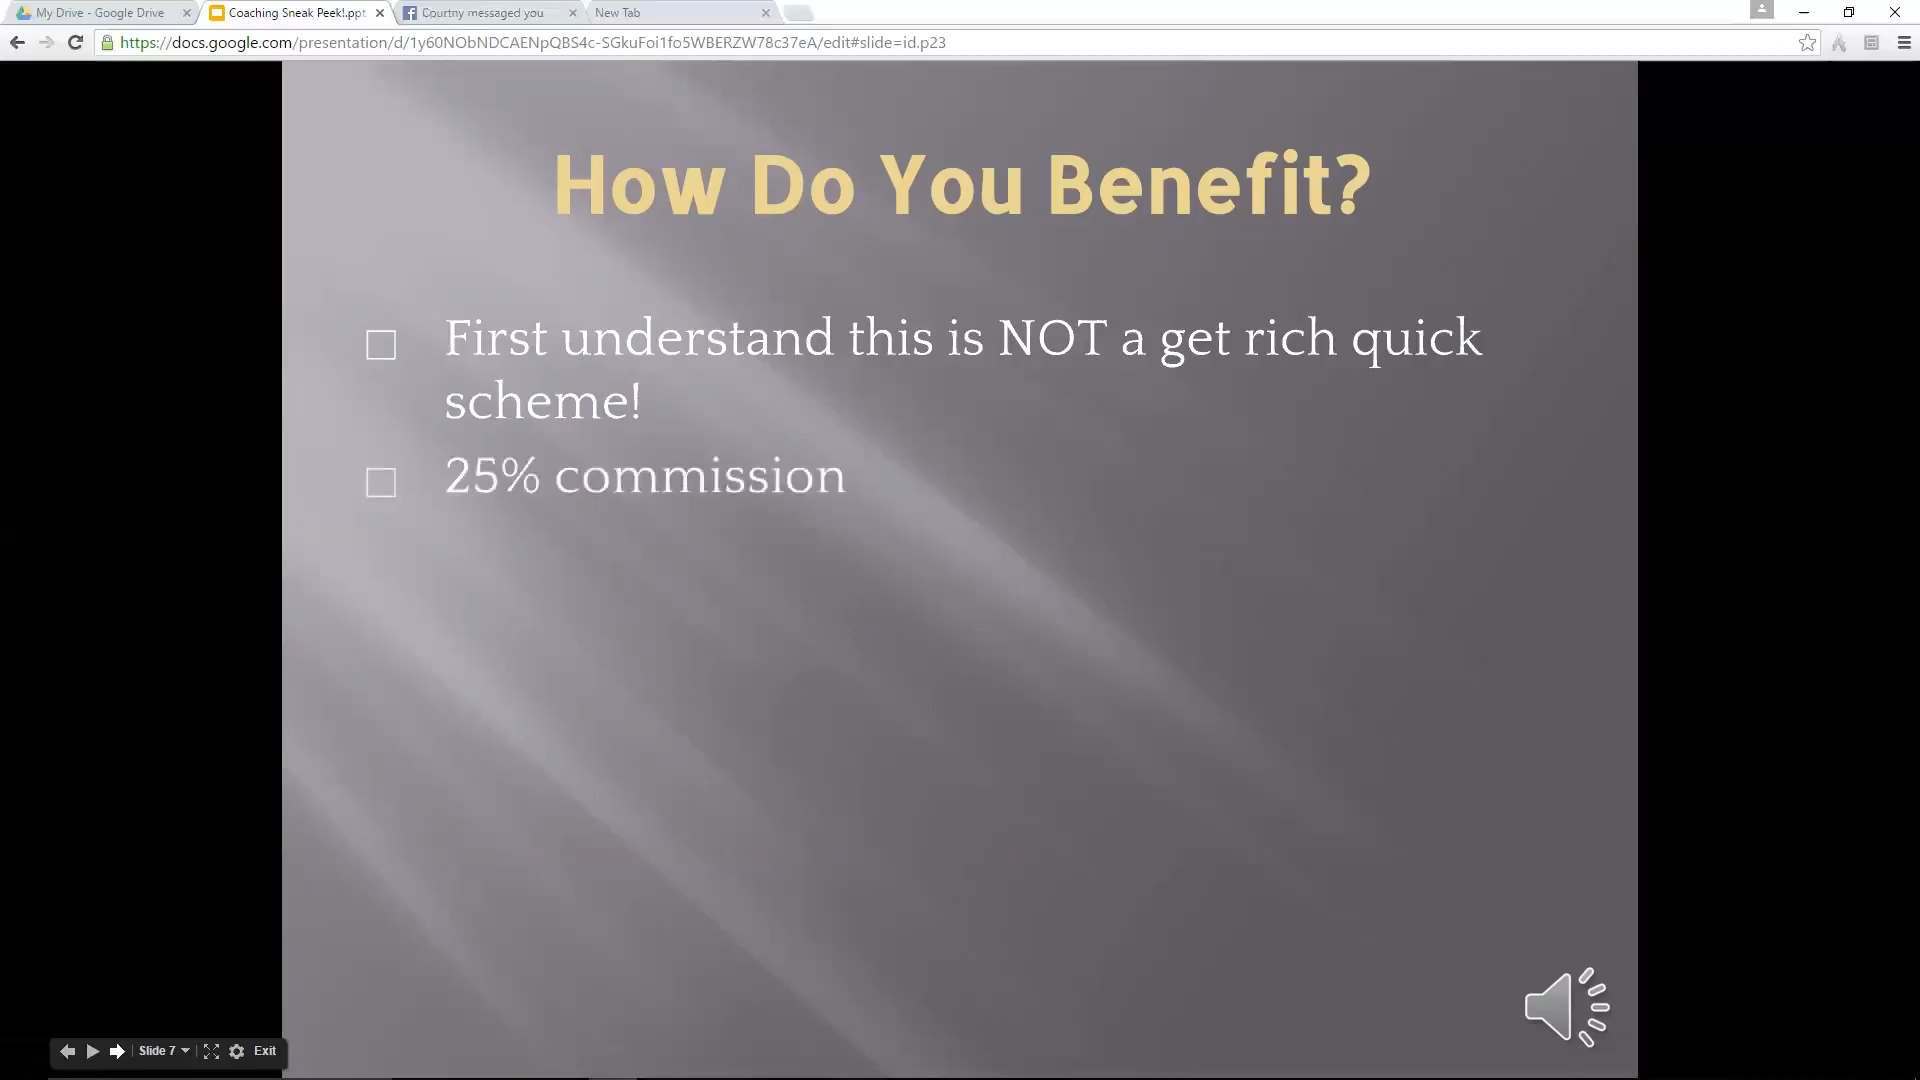 My Drive - Google Drive
Coaching Sneak Peek!.ppt
Courtny messaged you
New Tab
https://docs.google.com/presentation/d/1y60NObNDCAENpQBS4c-SGkuFoi1fo5WBERZW78c37eA/edit#slide=id.p23
How Do You Benefit?
First understand this is NOT a get rich quick
scheme!
25% commission
Slide 7
Exit